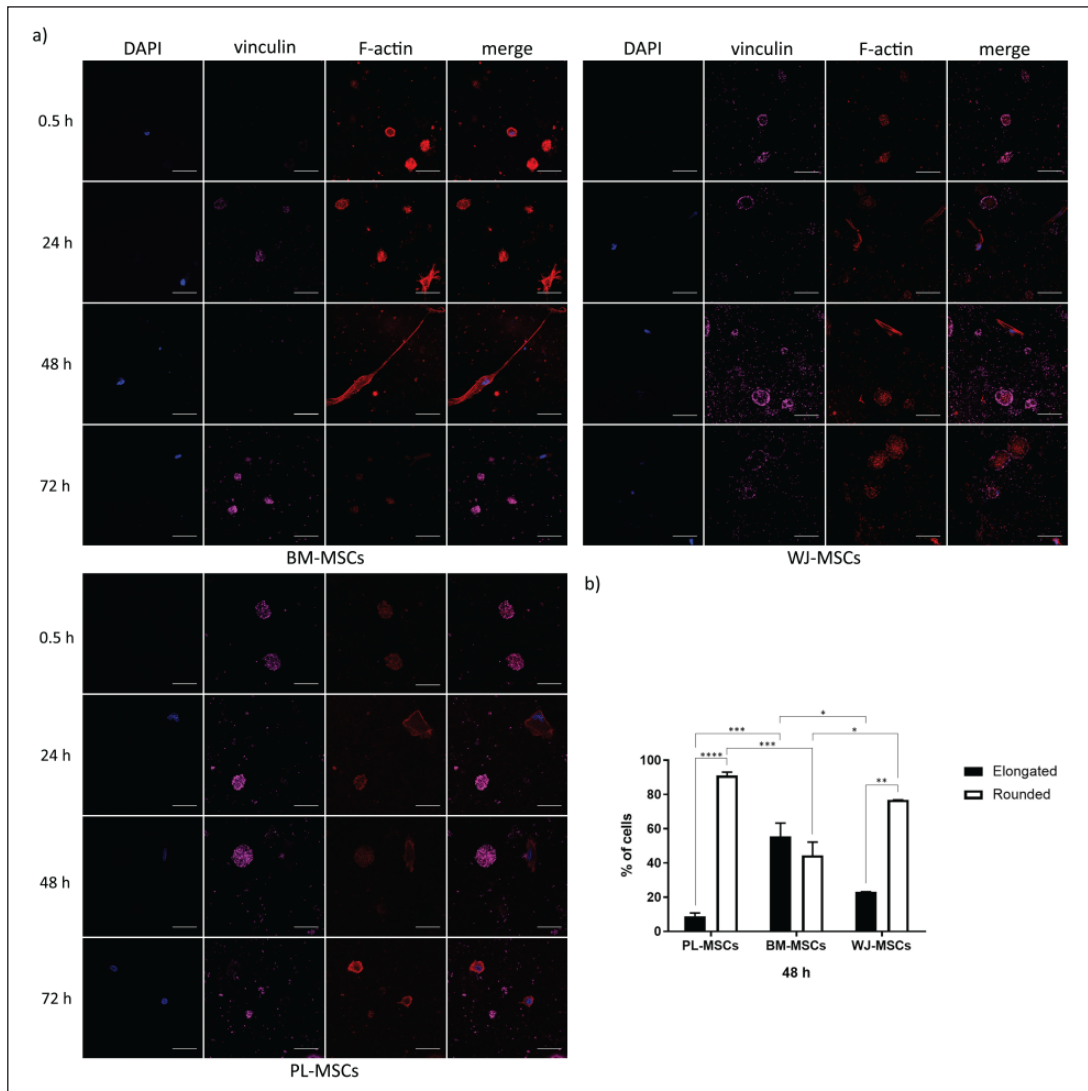 a)
DAPI vinculin F-actin merge
0.5 h
24 h
48 h
72 h
BM-MSCs
DAPI vinculin F-actin merge
WJ-MSCs
0.5 h
24 h
48 h
72 h
PL-MSCs
b)
* 
*** *
**** *** **
Elongated
Rounded
% of cells
100
80
60
40
20
0
PL-MSCs BM-MSCs WJ-MSCs
48 h